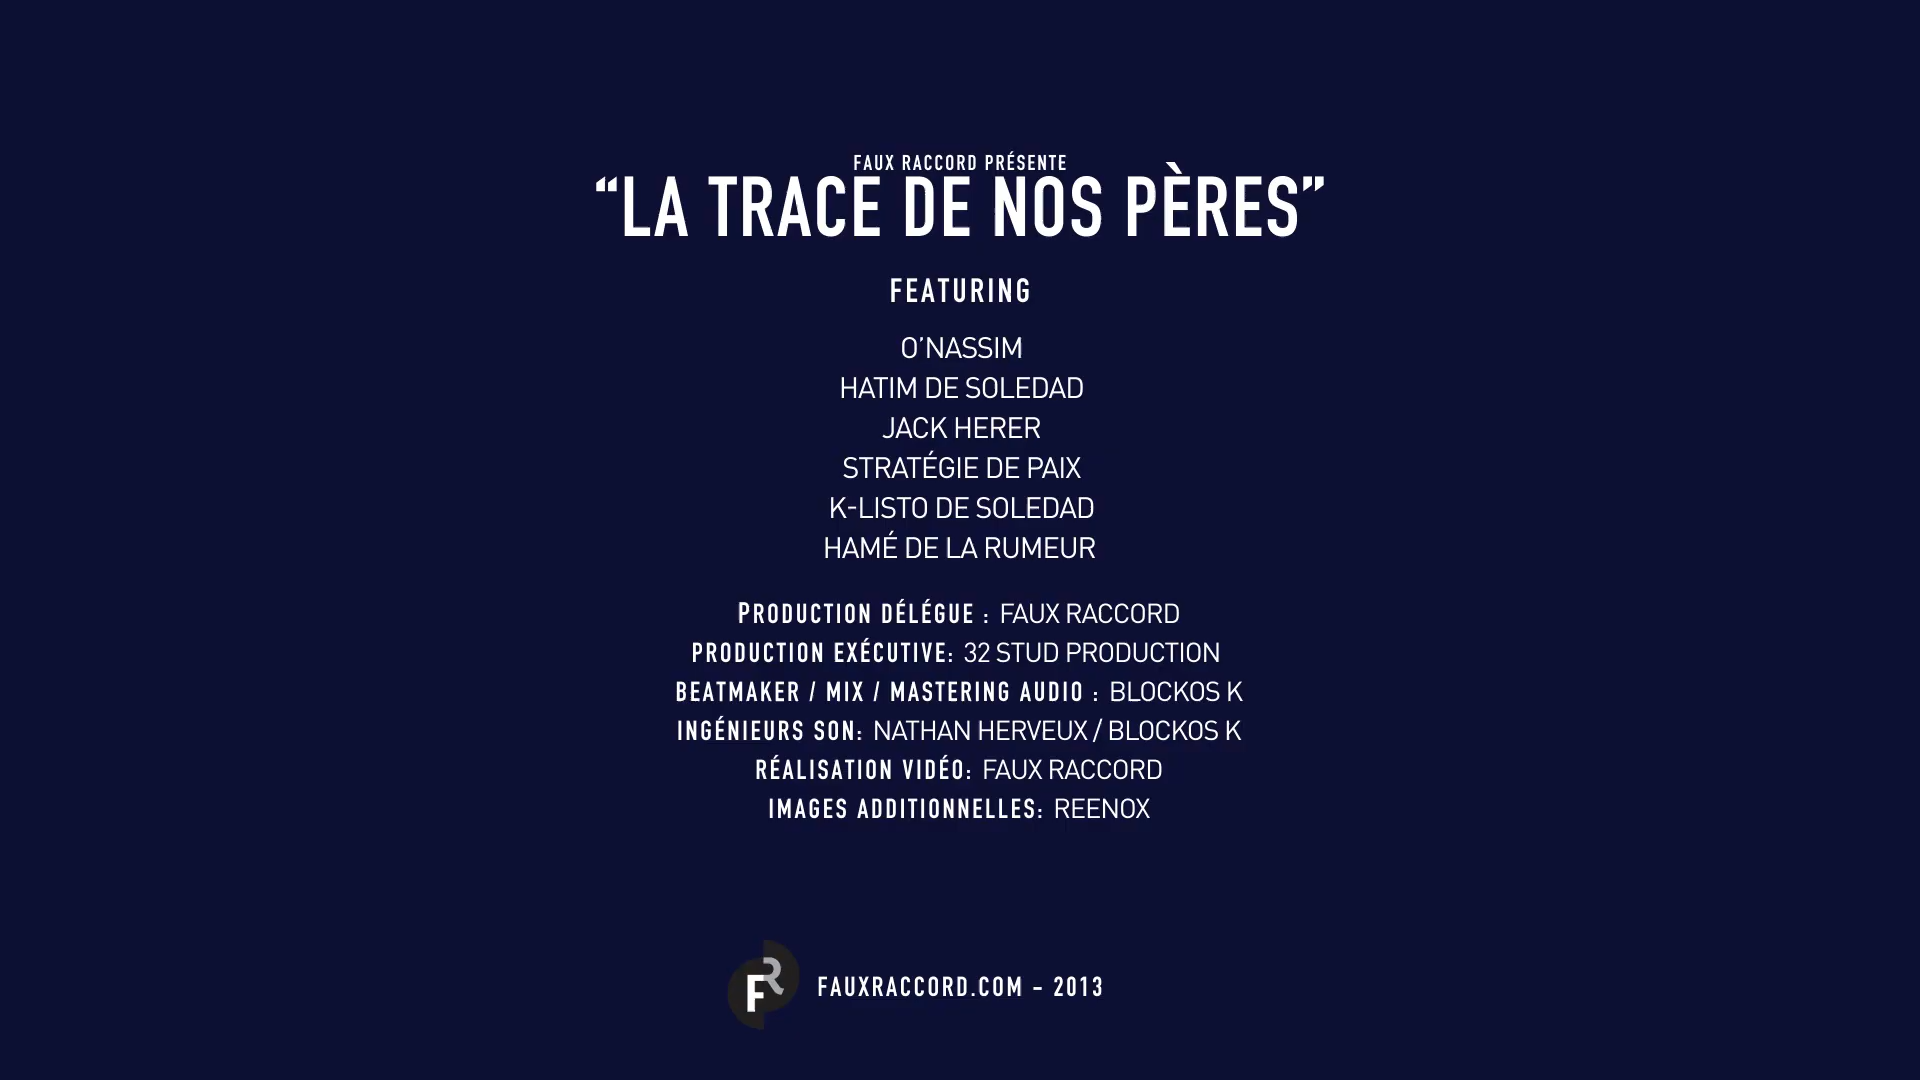 FAUX RACCORD PRÉSENTE
“LA TRACE DE NOS PÈRES”
FEATURING
O’NASSIM
HATIM DE SOLEDAD
JACK HERER
STRATÉGIE DE PAIX
K-LISTO DE SOLEDAD
HAMÉ DE LA RUMEUR
PRODUCTION DÉLÉGUE : FAUX RACCORD
PRODUCTION EXÉCUTIVE: 32 STUD PRODUCTION
BEATMAKER / MIX / MASTERING AUDIO : BLOCKOS K
INGÉNIEURS SON: NATHAN HERVEUX / BLOCKOS K
RÉALISATION VIDÉO: FAUX RACCORD
IMAGES ADDITIONNELLES: REENOX
FR FAUXRACCORD.COM – 2013